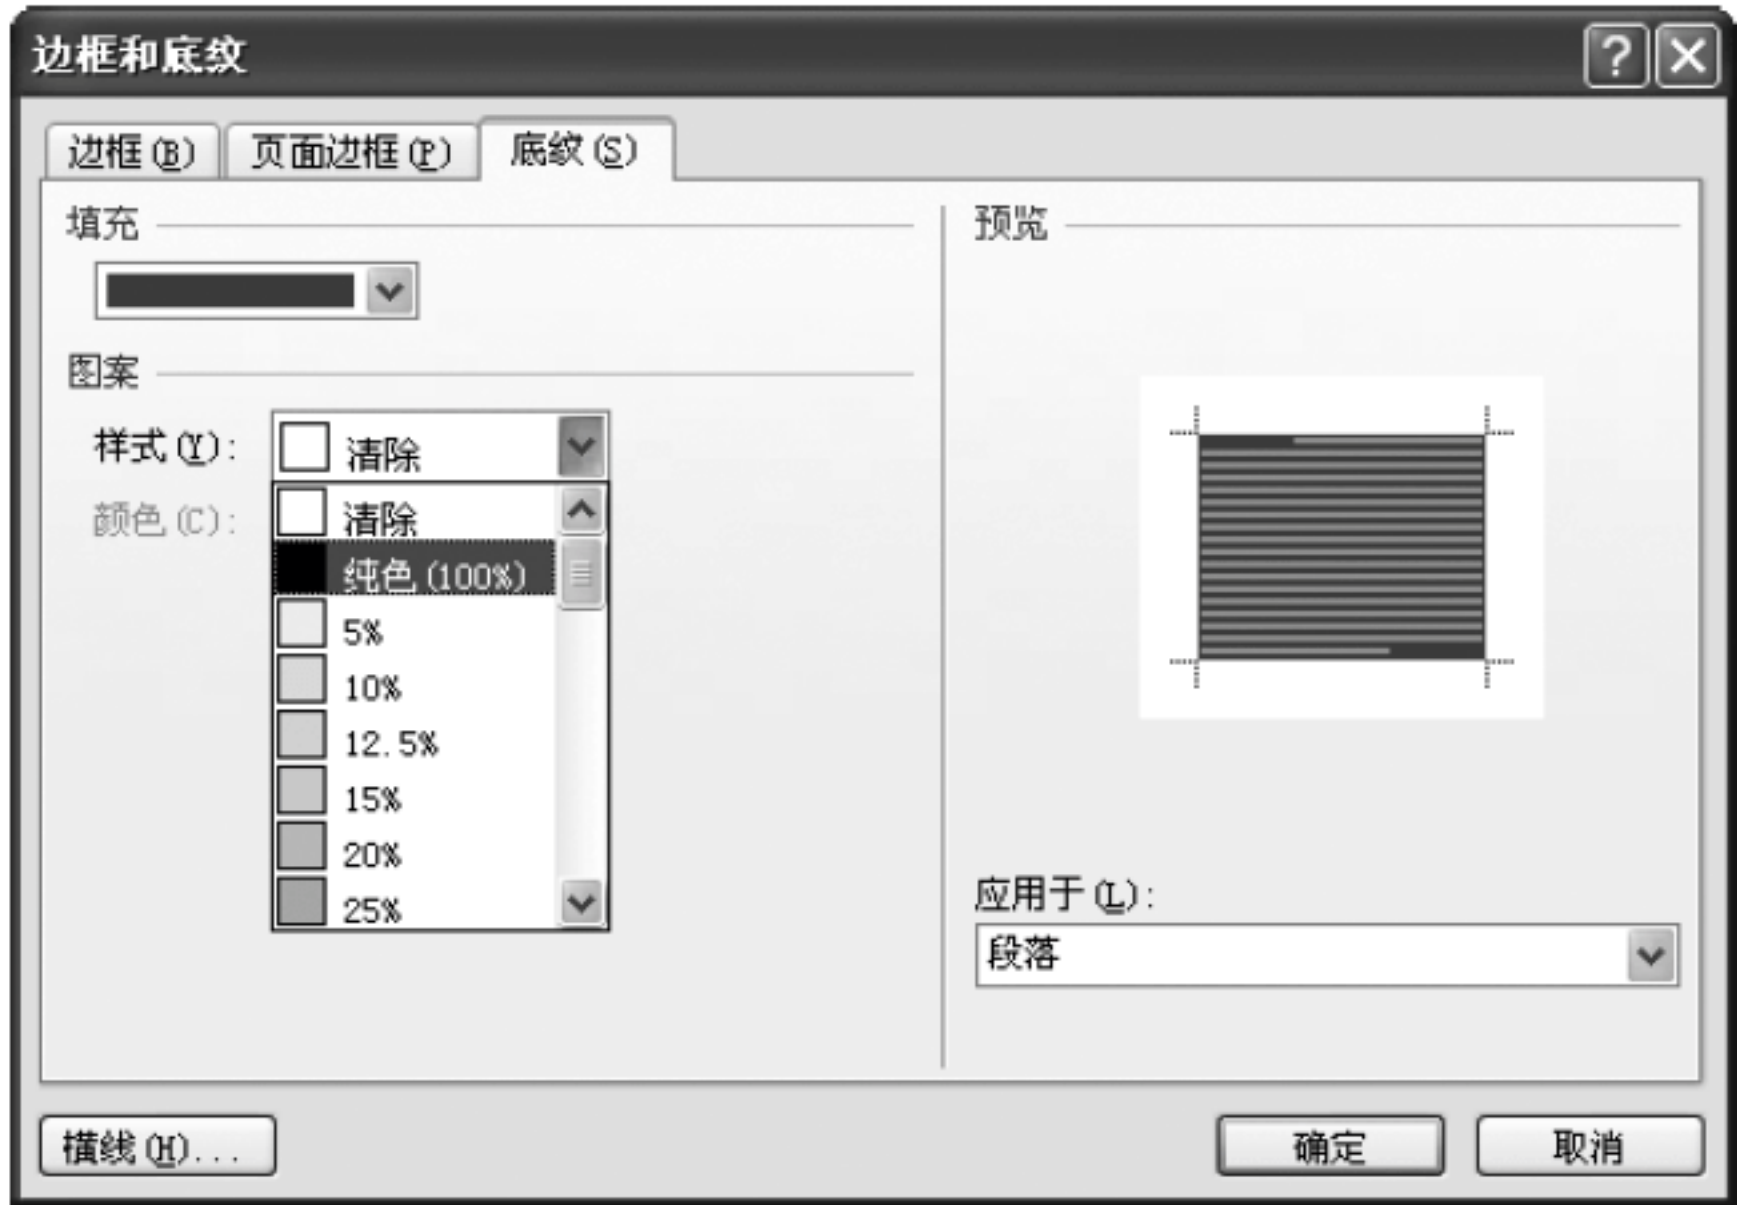 边框和底纹
边框(B) 页面边框(P) 底纹(S)
填充
预览
图案
样式(Y): 清除
颜色(C): 清除
纯色(100%)
5%
10%
12.5%
15%
20%
25%
应用于(L):
段落
横线(H)... 确定 取消